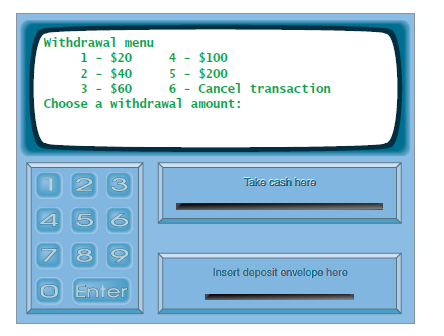 Withdrawal menu
1 - $20 4 - $100
2 - $40 5 - $200
3 - $60 6 - Cancel transaction
Choose a withdrawal amount:
1 2 3
Take cash here
4 5 6
7 8 9
Insert deposit envelope here
0 Enter